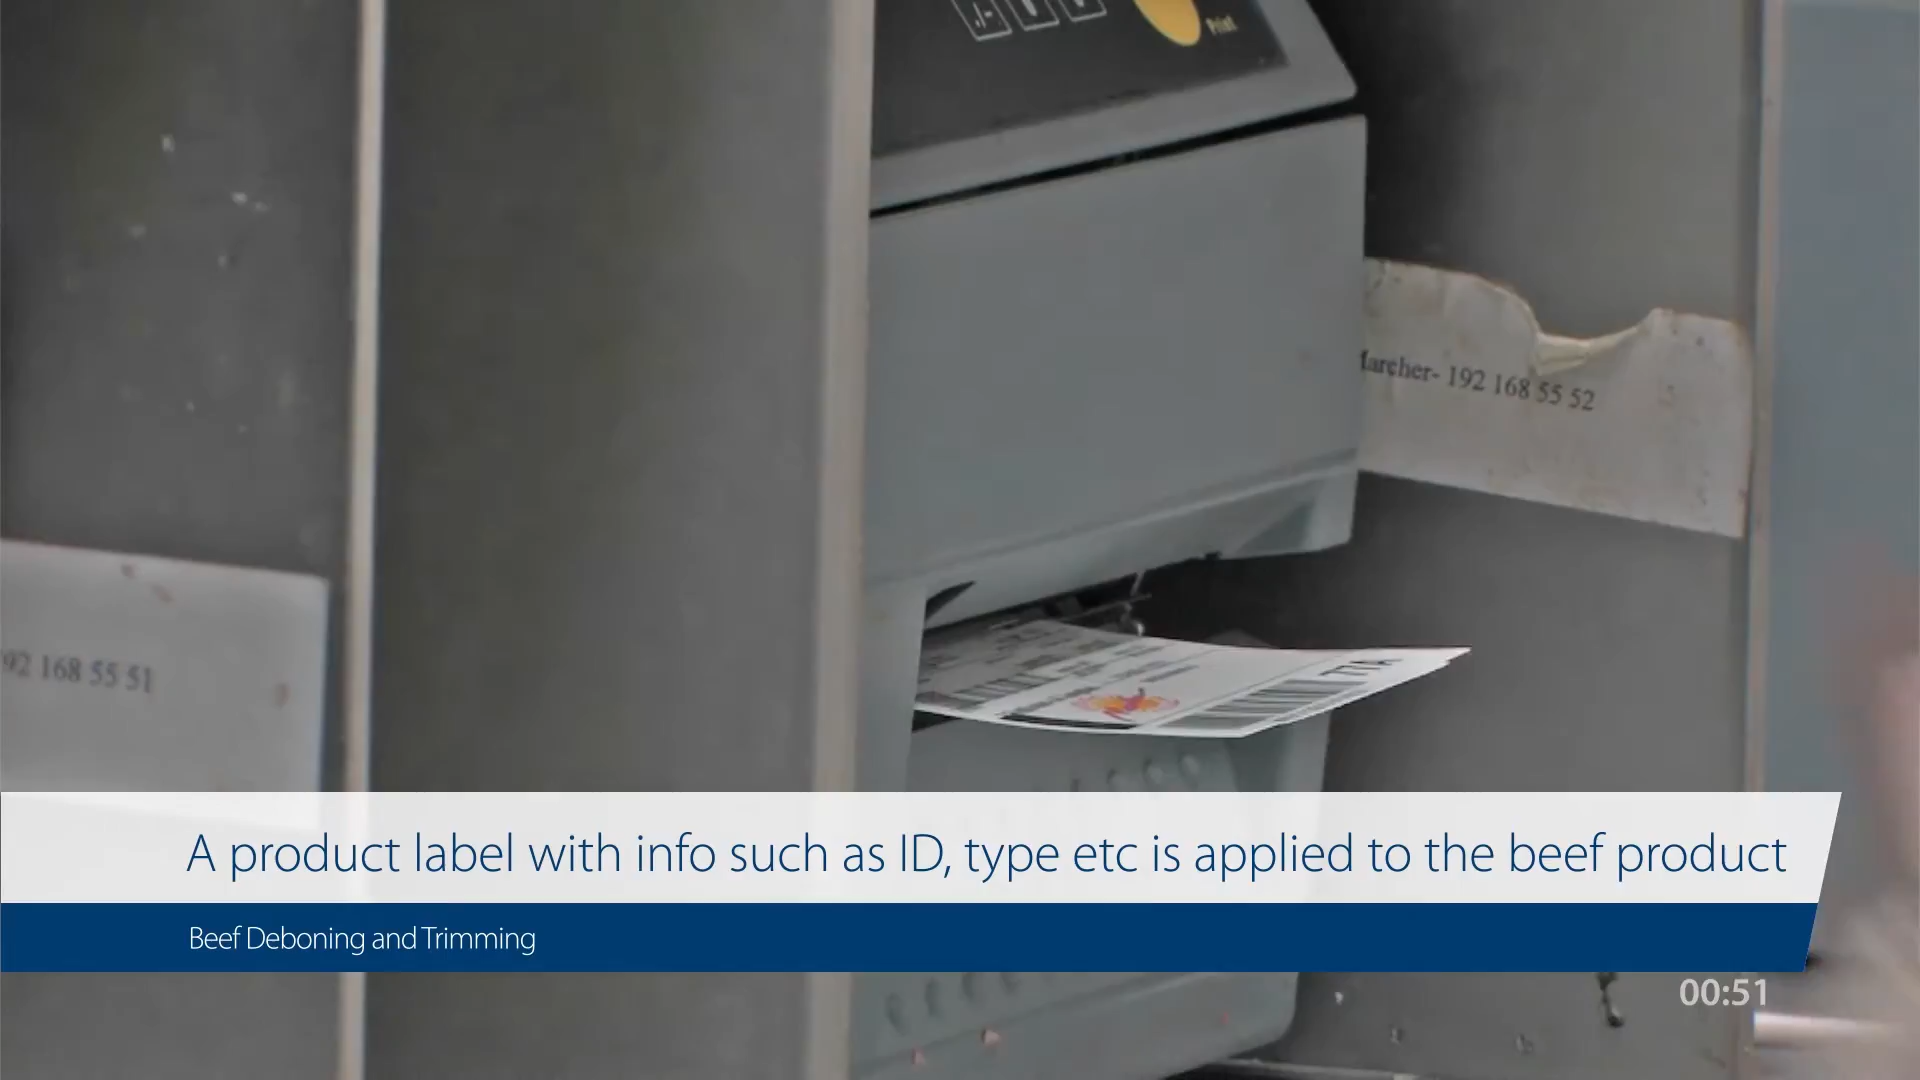 Print
192 168 55 52
92 168 55 51
77A
A product label with info such as ID, type etc is applied to the beef product
Beef Deboning and Trimming
00:51